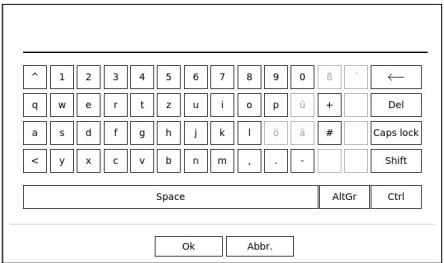 ^ 1 2 3 4 5 6 7 8 9 0 ß ´ ←
q w e r t z u i o p ü + Del
a s d f g h j k l ö ä # Caps lock
< y x c v b n m , . - Shift
Space AltGr Ctrl
Ok Abbr.